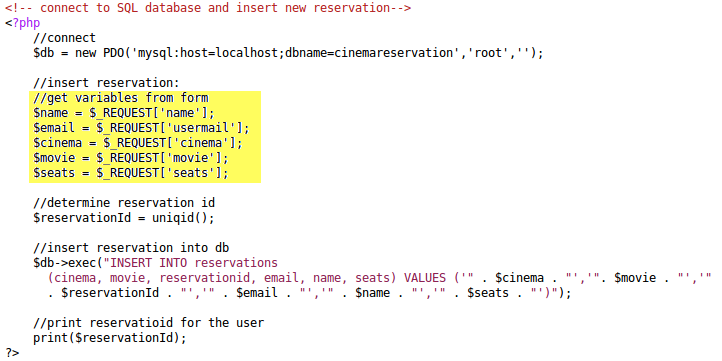 <!-- connect to SQL database and insert new reservation-->
<?php
//connect
$db = new PDO('mysql:host=localhost;dbname=cinemareservation','root','');
//insert reservation:
//get variables from form
$name = $_REQUEST['name'];
$email = $_REQUEST['usermail'];
$cinema = $_REQUEST['cinema'];
$movie = $_REQUEST['movie'];
$seats = $_REQUEST['seats'];
//determine reservation id
$reservationId = uniqid();
//insert reservation into db
$db->exec("INSERT INTO reservations
(cinema, movie, reservationid, email, name, seats) VALUES ('" . $cinema . "','". $movie . "','"
. $reservationId . "','" . $email . "','" . $name . "','" . $seats . "')");
//print reservatioid for the user
print($reservationId);
?>